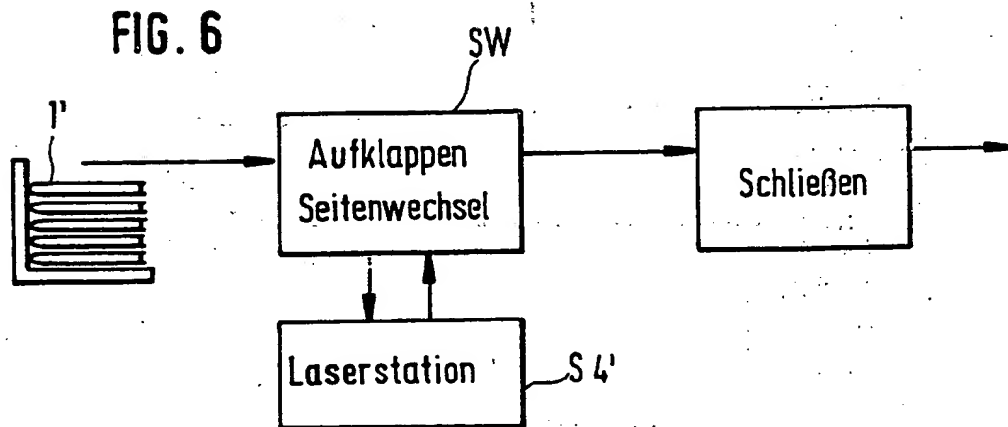 FIG. 6
SW
1'
Aufklappen
Seitenwechsel
Schließen
Laserstation
S 4'